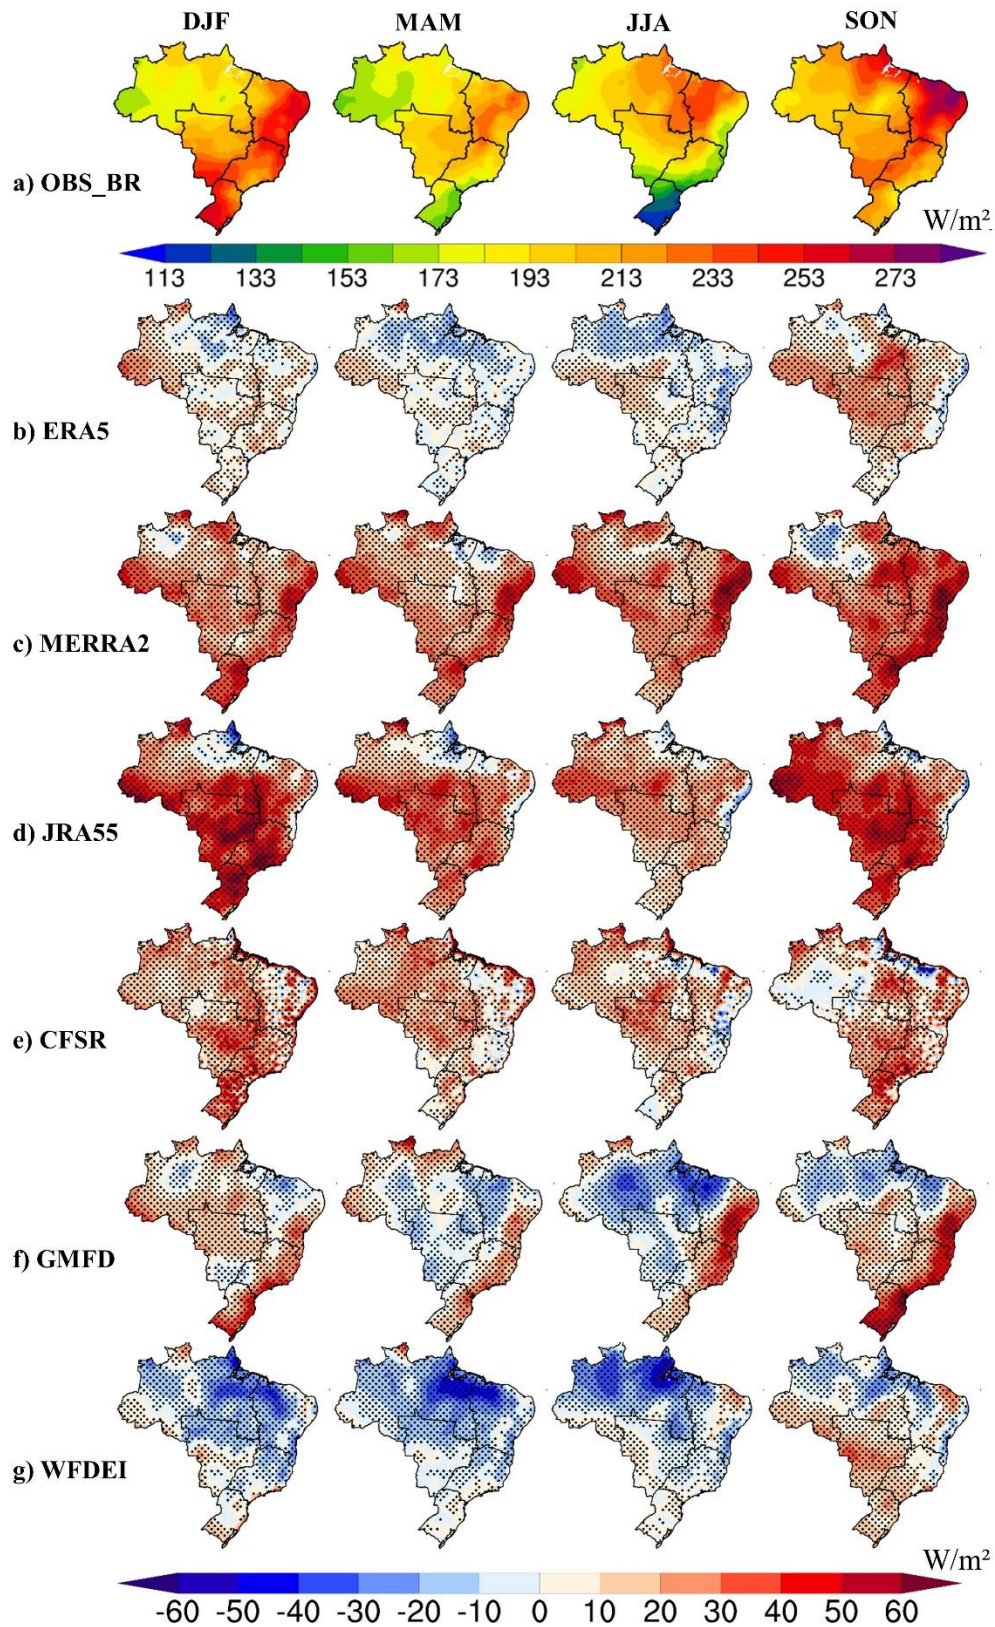 DJF MAM JJA SON
a) OBS_BR
W/m²
113 133 153 173 193 213 233 253 273
b) ERA5
c) MERRA2
d) JRA55
e) CFSR
f) GMFD
g) WFDEI
W/m²
-60 -50 -40 -30 -20 -10 0 10 20 30 40 50 60